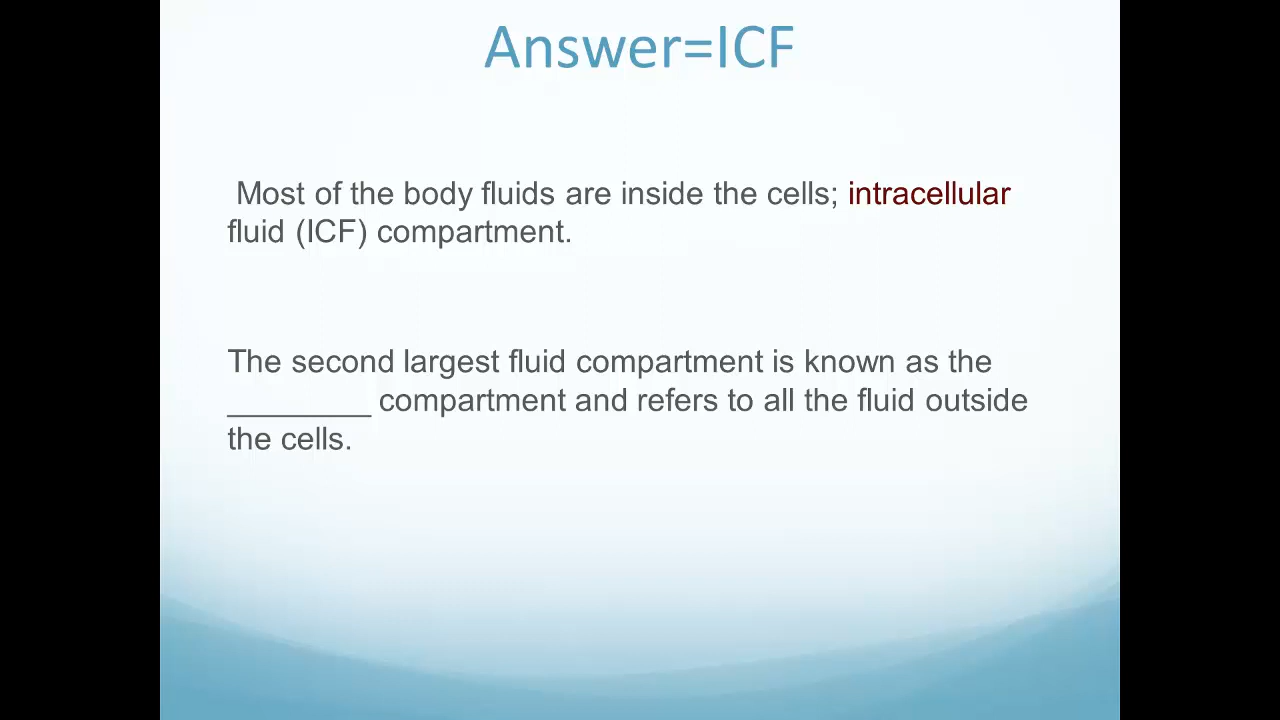 Answer=ICF
Most of the body fluids are inside the cells; intracellular
fluid (ICF) compartment.
The second largest fluid compartment is known as the
________ compartment and refers to all the fluid outside
the cells.